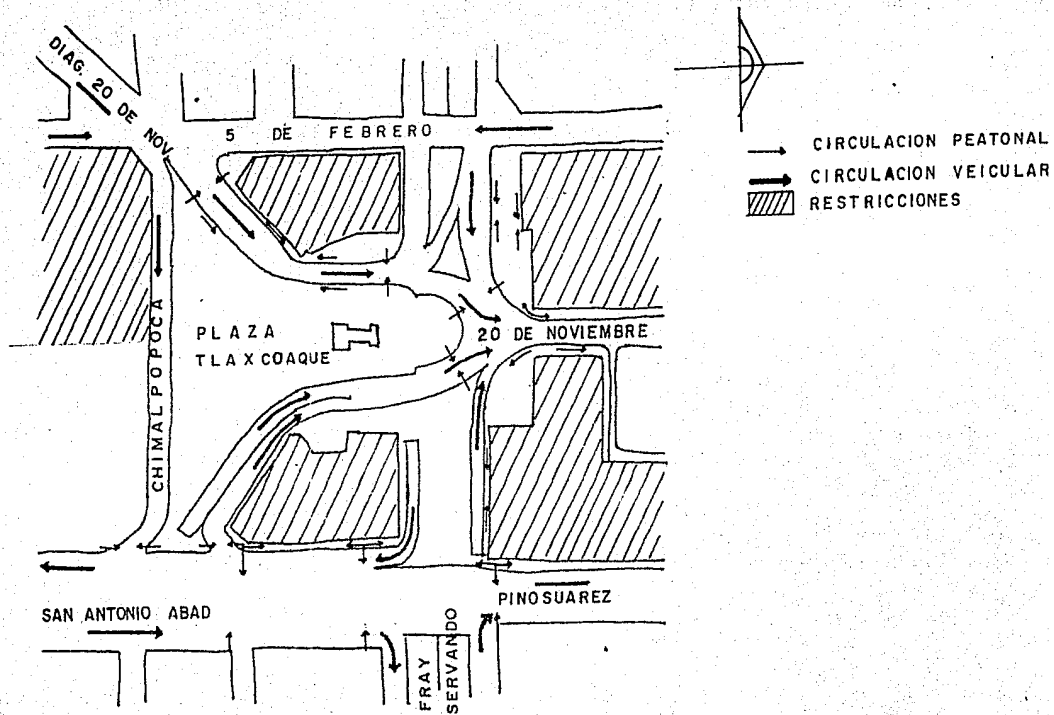 DIAG. 20 DE NOV.
5 DE FEBRERO
CIRCULACION PEATONAL
CIRCULACION VEICULAR
RESTRICCIONES
CHIMALPOPOCA
PLAZA
TLAXCOAQUE
20 DE NOVIEMBRE
SAN ANTONIO ABAD
PINO SUAREZ
FRAY
SERVANDO